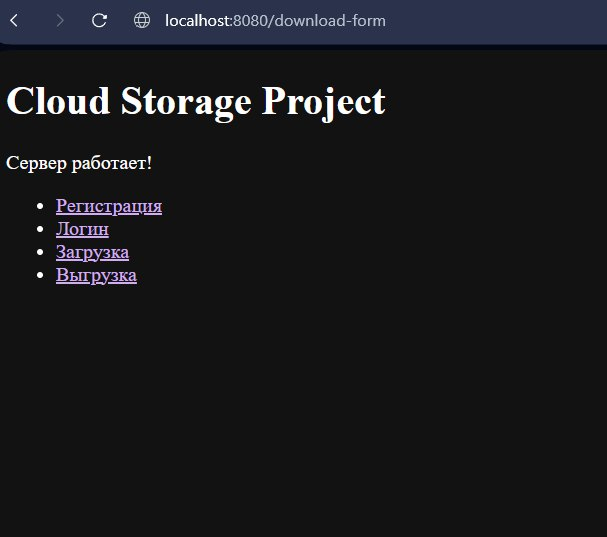 localhost:8080/download-form
Cloud Storage Project
Сервер работает!
Регистрация
Логин
Загрузка
Выгрузка